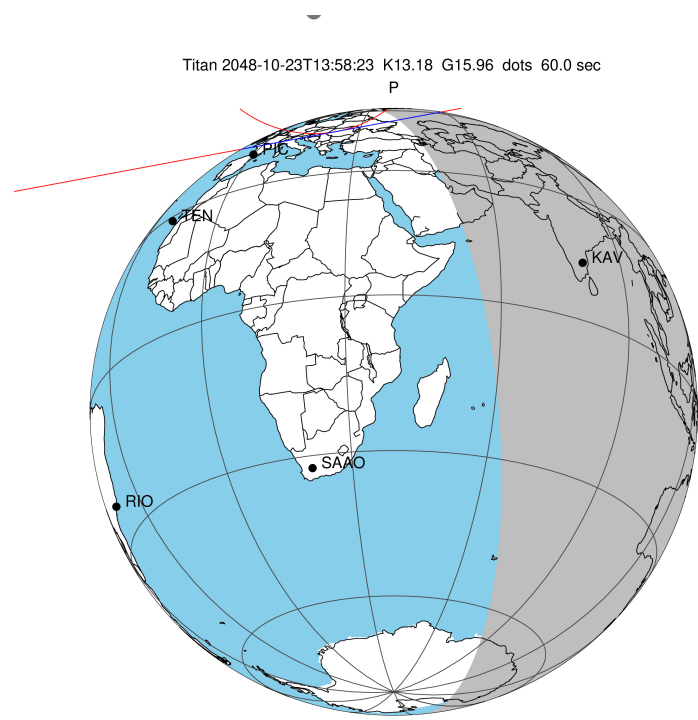 Titan 2048-10-23T13:58:23 K13.18 G15.96 dots 60.0 sec
P
PIC
TEN
KAV
SAAO
RIO